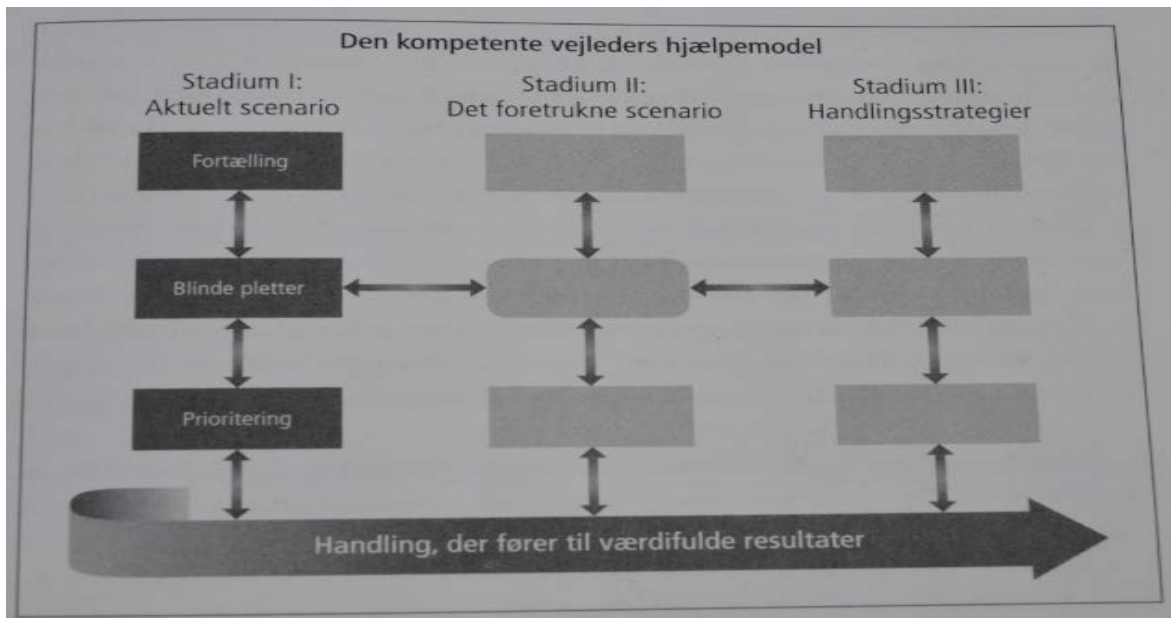 Den kompetente vejleders hjælpemodel
Stadium I:
Aktuelt scenario
Stadium II:
Det foretrukne scenario
Stadium III:
Handlingsstrategier
Fortælling
Blinde pletter
Prioritering
Handling, der fører til værdifulde resultater